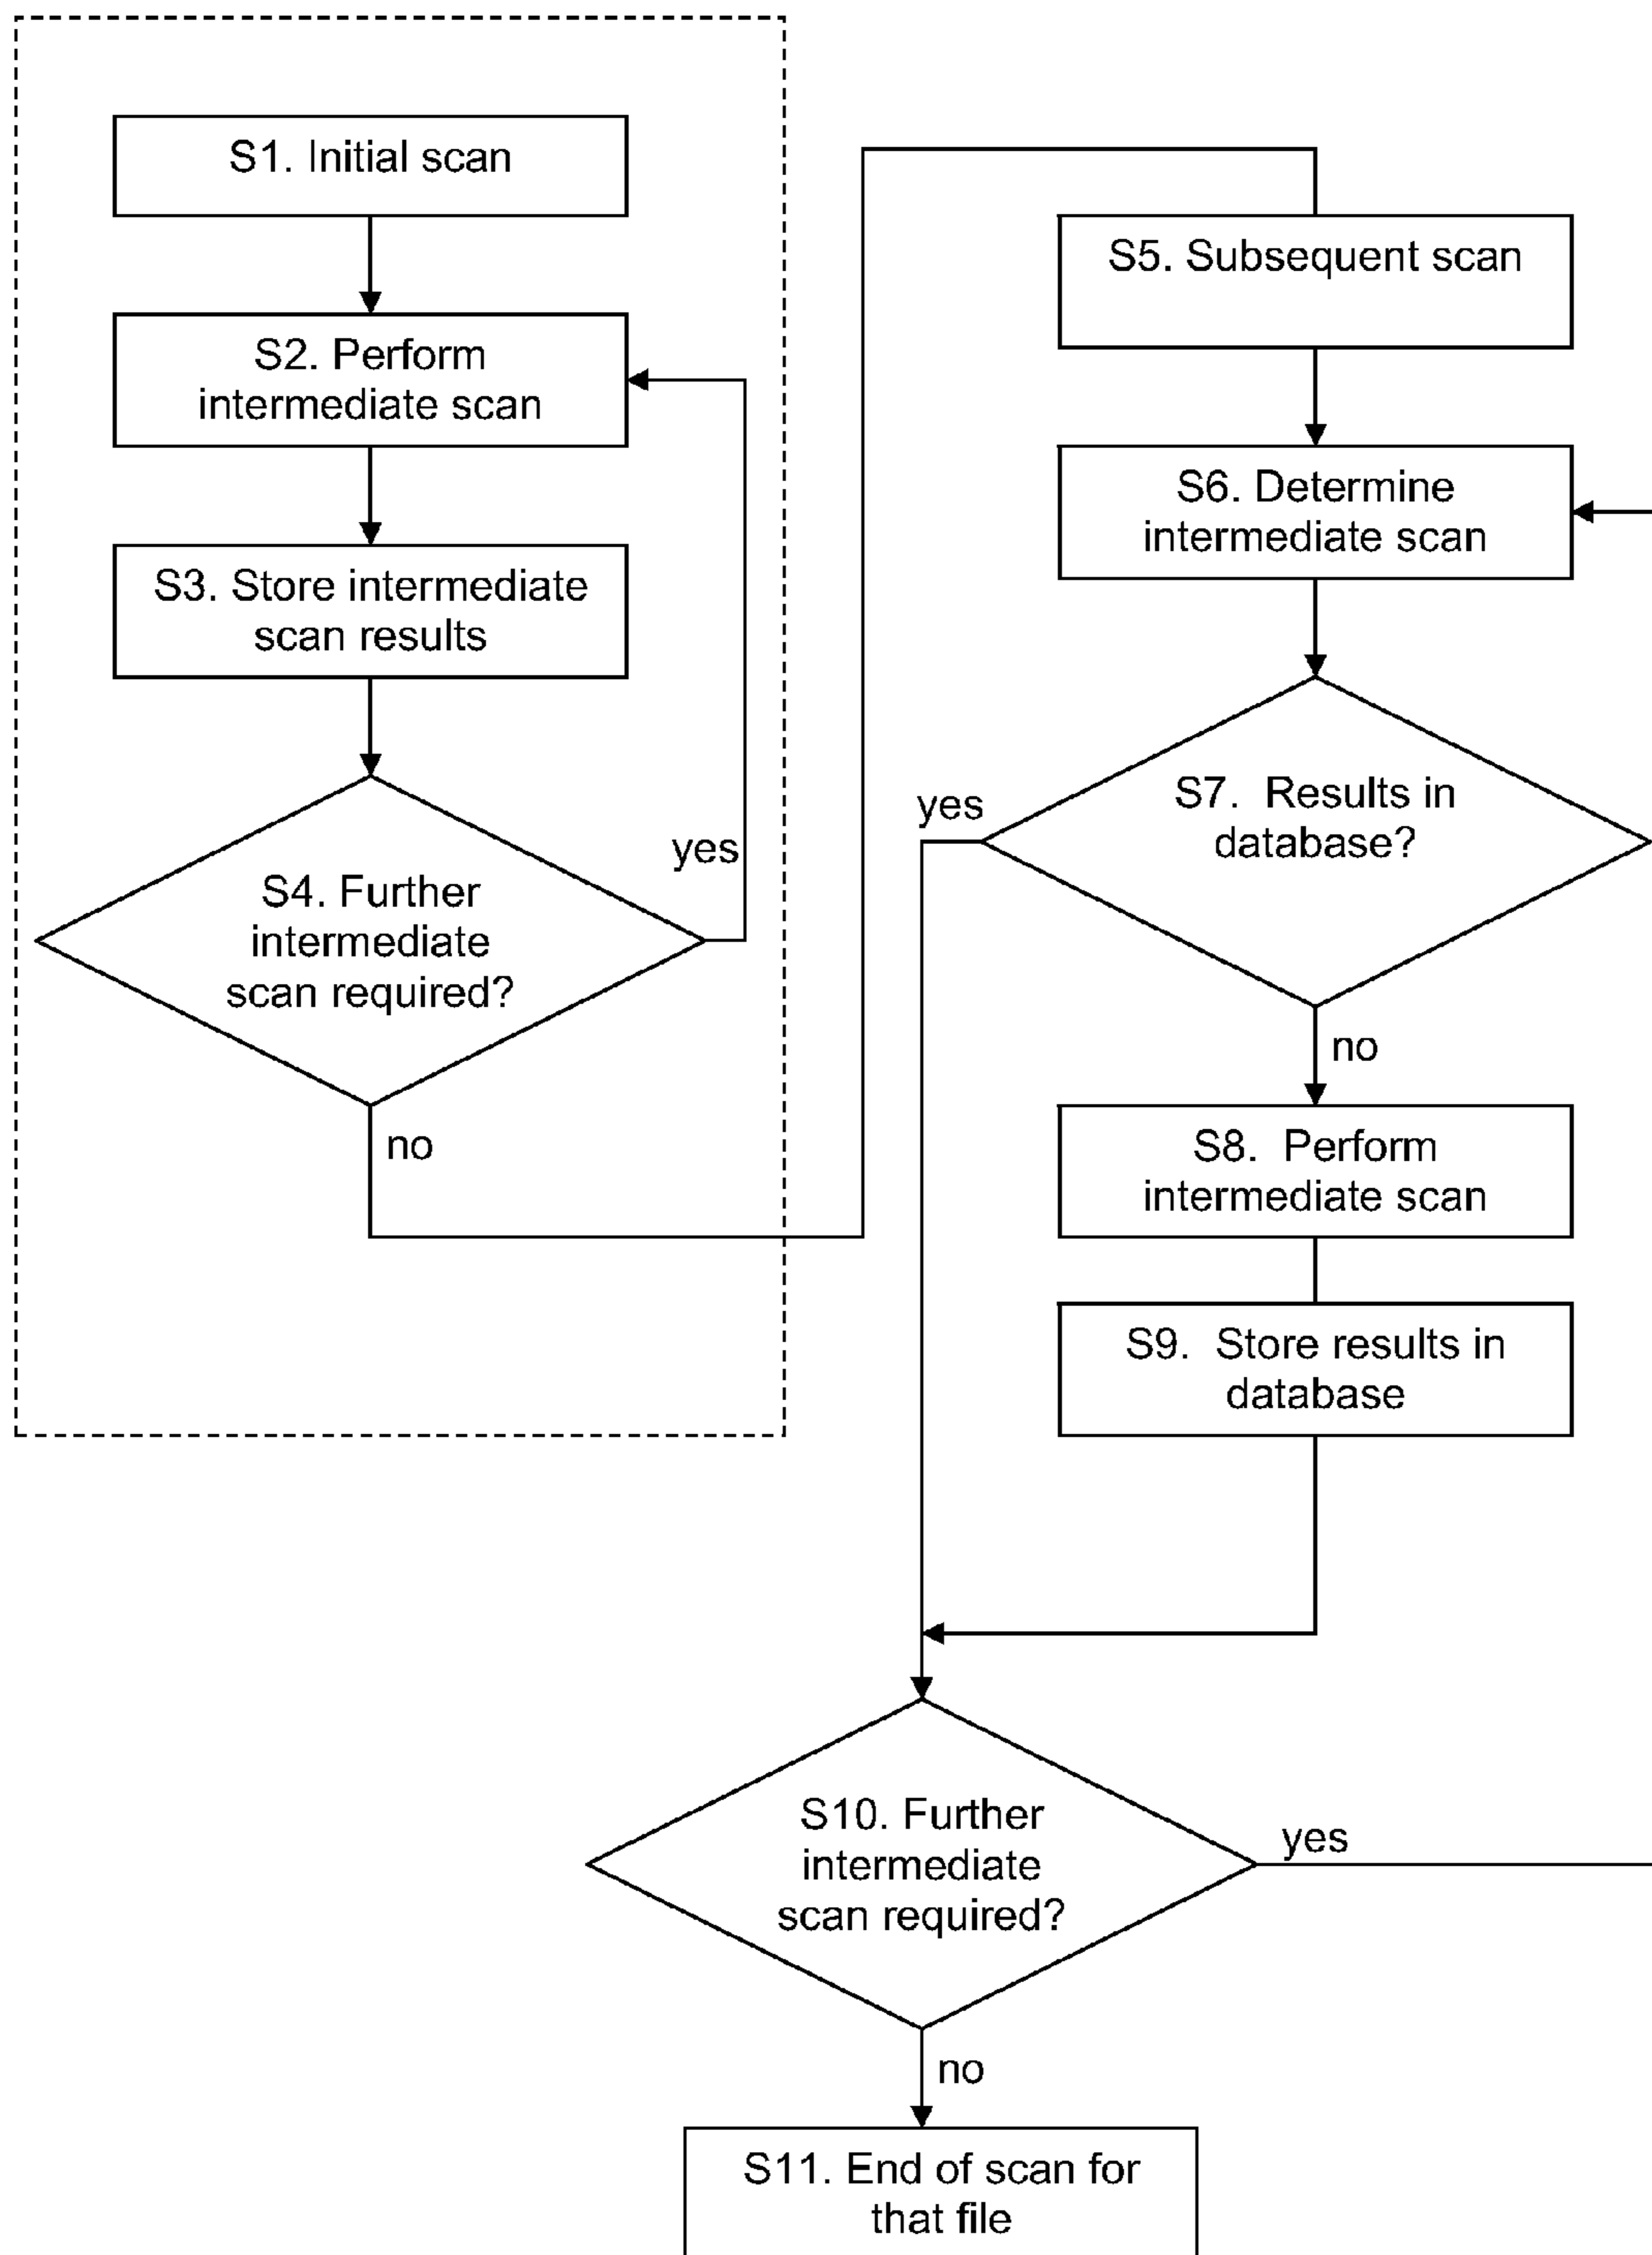 S1. Initial scan
S2. Perform
intermediate scan
S3. Store intermediate
scan results
S4. Further
intermediate
scan required?
yes
no
S5. Subsequent scan
S6. Determine
intermediate scan
S7. Results in
database?
yes
no
S8. Perform
intermediate scan
S9. Store results in
database
S10. Further
intermediate
scan required?
yes
no
S11. End of scan for
that file